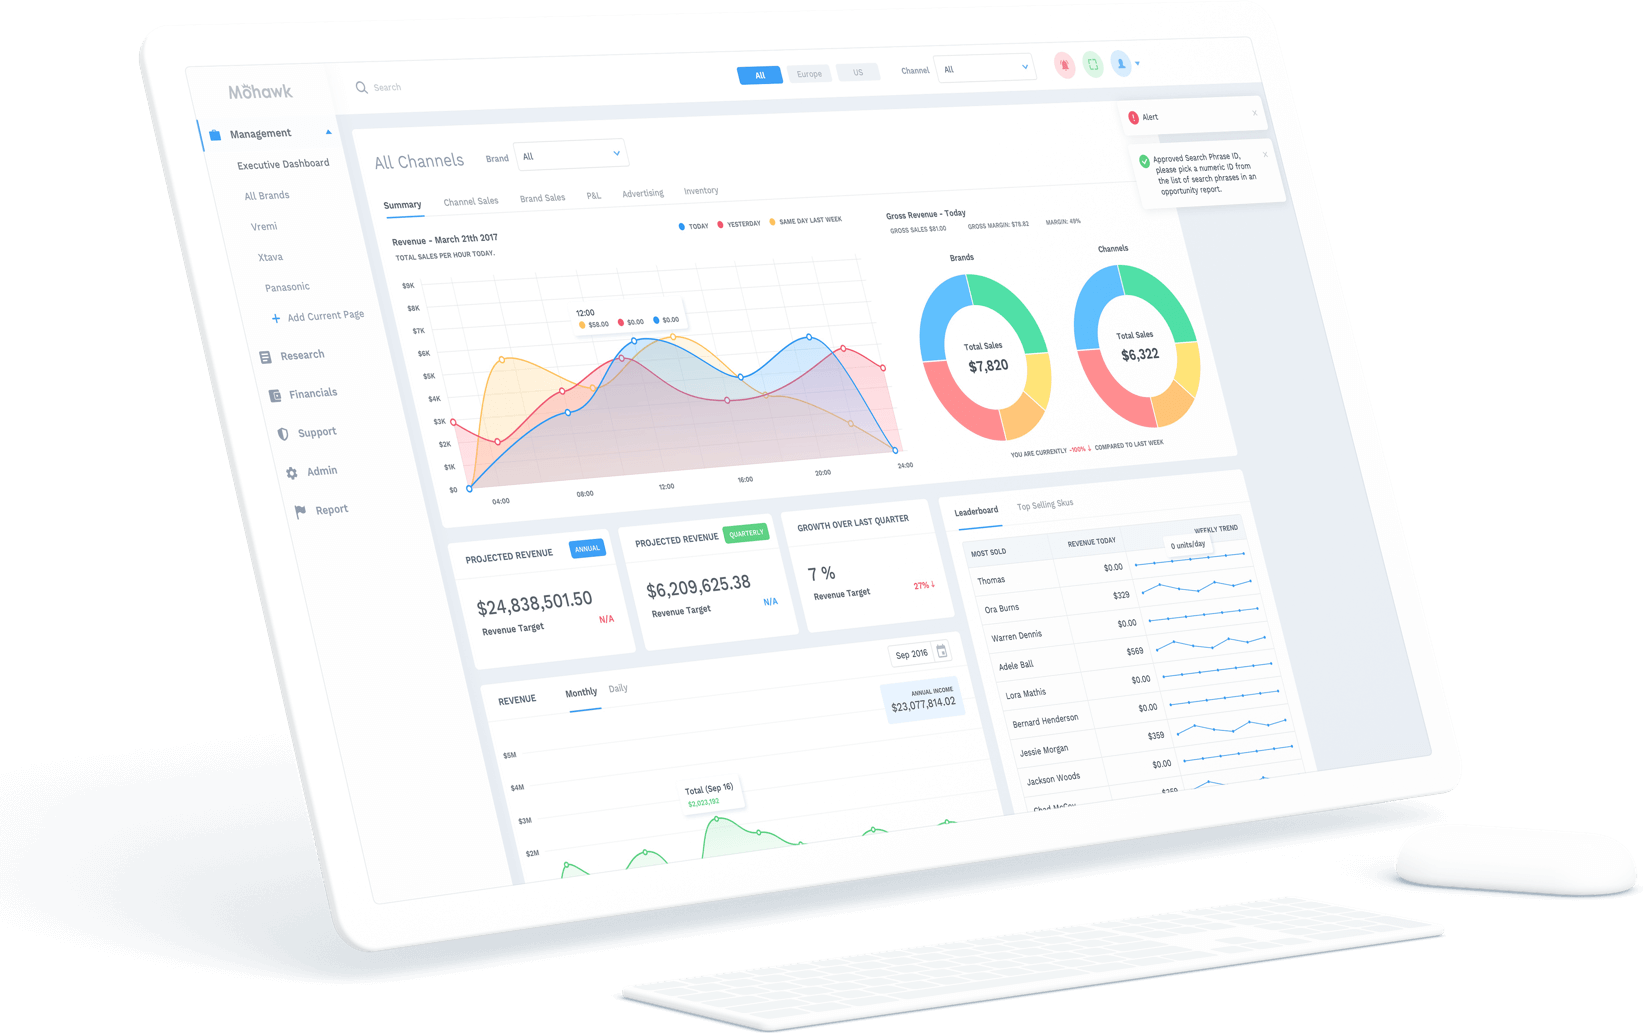 Mohawk
Search
All
Europe
US
Channel
All
Management
Executive Dashboard
All Brands
Vremi
Xtava
Panasonic
+ Add Current Page
Research
Financials
Support
Admin
Report
Alert
x
Approved Search Phrase ID,
please pick a numeric ID from
the list of search phrases in an
opportunity report.
x
All Channels
Brand
All
Summary
Channel Sales
Brand Sales
P&L
Advertising
Inventory
Revenue - March 21th 2017
TOTAL SALES PER HOUR TODAY.
TODAY
YESTERDAY
SAME DAY LAST WEEK
$9K
$8K
$7K
$6K
$5K
$4K
$3K
$2K
$1K
$0
12:00
$58.00
$0.00
$0.00
04:00
08:00
12:00
16:00
20:00
24:00
Gross Revenue - Today
GROSS SALES $81.00
GROSS MARGIN: $78.82
MARGIN: 49%
Brands
Total Sales
$7,820
Channels
Total Sales
$6,322
YOU ARE CURRENTLY -100% ↓ COMPARED TO LAST WEEK
PROJECTED REVENUE
ANNUAL
$24,838,501.50
Revenue Target
N/A
PROJECTED REVENUE
QUARTERLY
$6,209,625.38
Revenue Target
N/A
GROWTH OVER LAST QUARTER
7 %
Revenue Target
27% ↓
Leaderboard
Top Selling Skus
MOST SOLD
REVENUE TODAY
WEEKLY TREND
0 units/day
Thomas
$0.00
Ora Burns
$329
Warren Dennis
$0.00
Adele Ball
$569
Lora Mathis
$0.00
Bernard Henderson
$0.00
Jessie Morgan
$359
Jackson Woods
$0.00
Chad McCoy
$359
REVENUE
Monthly
Daily
Sep 2016
ANNUAL INCOME
$23,077,814.02
$5M
$4M
$3M
$2M
Total (Sep 16)
$2,023,192